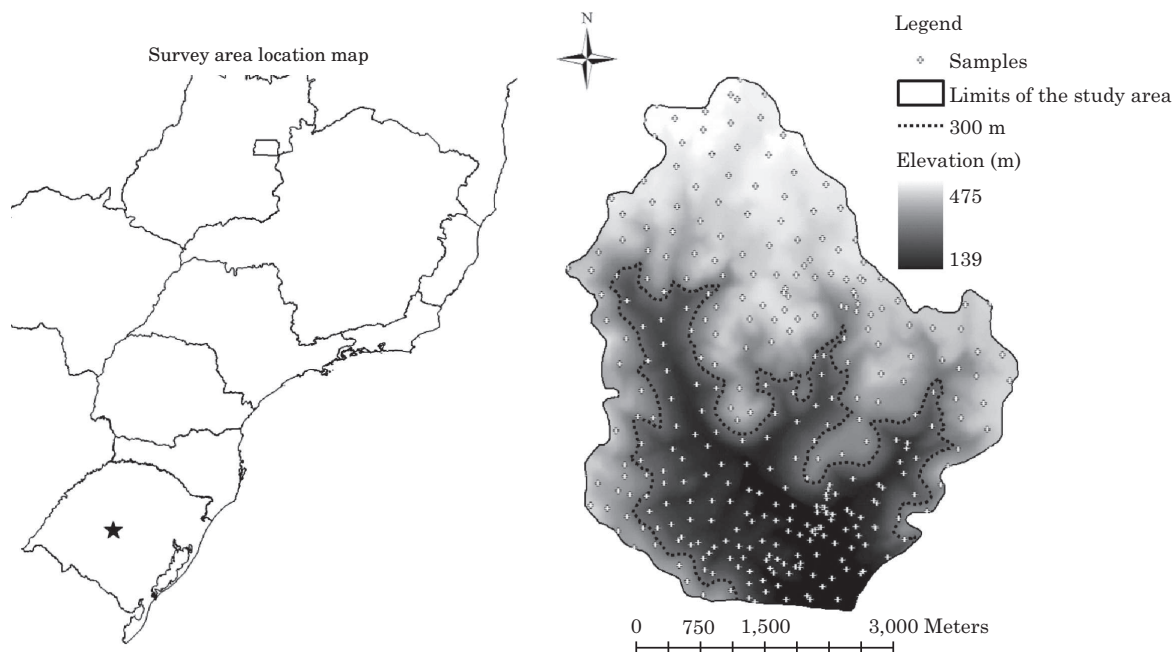 Survey area location map
N
Legend
Samples
Limits of the study area
300 m
Elevation (m)
475
139
0 750 1,500 3,000 Meters